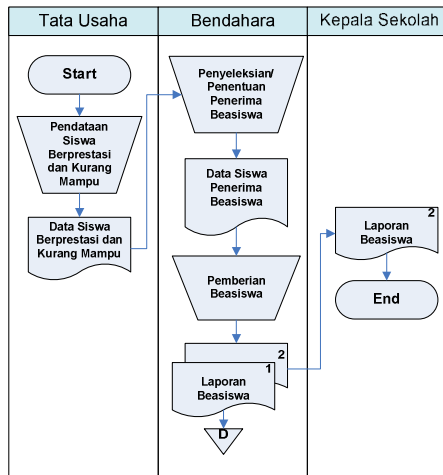 Tata Usaha
Bendahara
Kepala Sekolah
Start
Pendataan
Siswa
Berprestasi
dan Kurang
Mampu
Data Siswa
Berprestasi dan
Kurang Mampu
Penyeleksian/
Penentuan
Penerima
Beasiswa
Data Siswa
Penerima
Beasiswa
Pemberian
Beasiswa
2
1
Laporan
Beasiswa
D
2
Laporan
Beasiswa
End